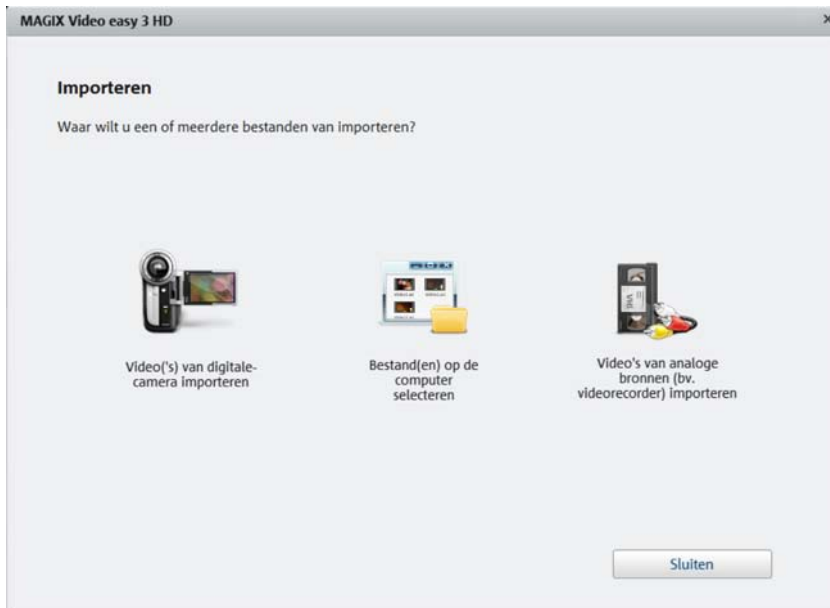 MAGIX Video easy 3 HD
Importeren
Waar wilt u een of meerdere bestanden van importeren?
VHS
Video('s) van digitale-
camera importeren
Bestand(en) op de
computer
selecteren
Video's van analoge
bronnen (bv.
videorecorder) importeren
Sluiten